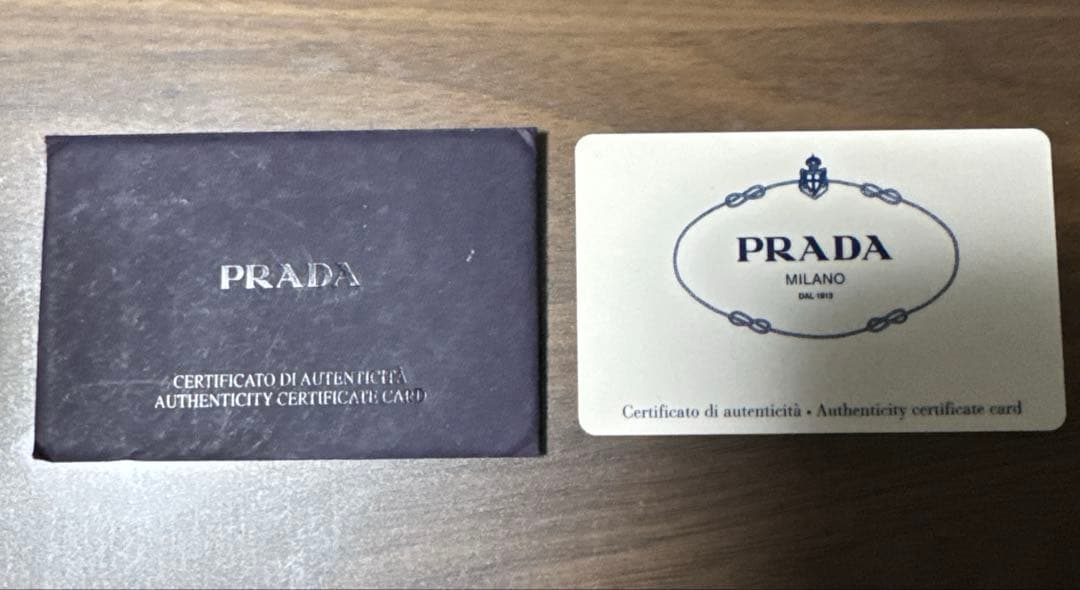 PRADA
CERTIFICATO DI AUTENTICITÀ
AUTHENTICITY CERTIFICATE CARD
PRADA
MILANO
DAL 1913
Certificato di autenticità • Authenticity certificate card